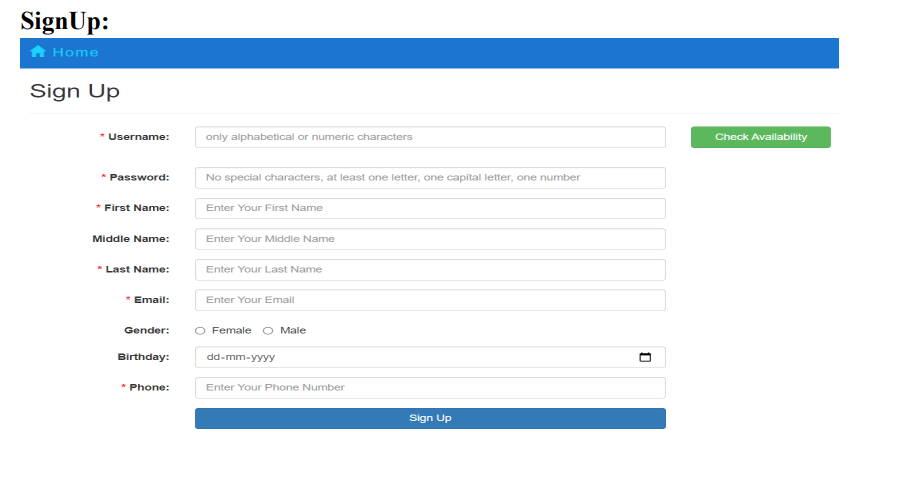 SignUp:
Home
Sign Up
* Username: only alphabetical or numeric characters Check Availability
* Password: No special characters, at least one letter, one capital letter, one number
* First Name: Enter Your First Name
Middle Name: Enter Your Middle Name
* Last Name: Enter Your Last Name
* Email: Enter Your Email
Gender: Female Male
Birthday: dd-mm-yyyy
* Phone: Enter Your Phone Number
Sign Up